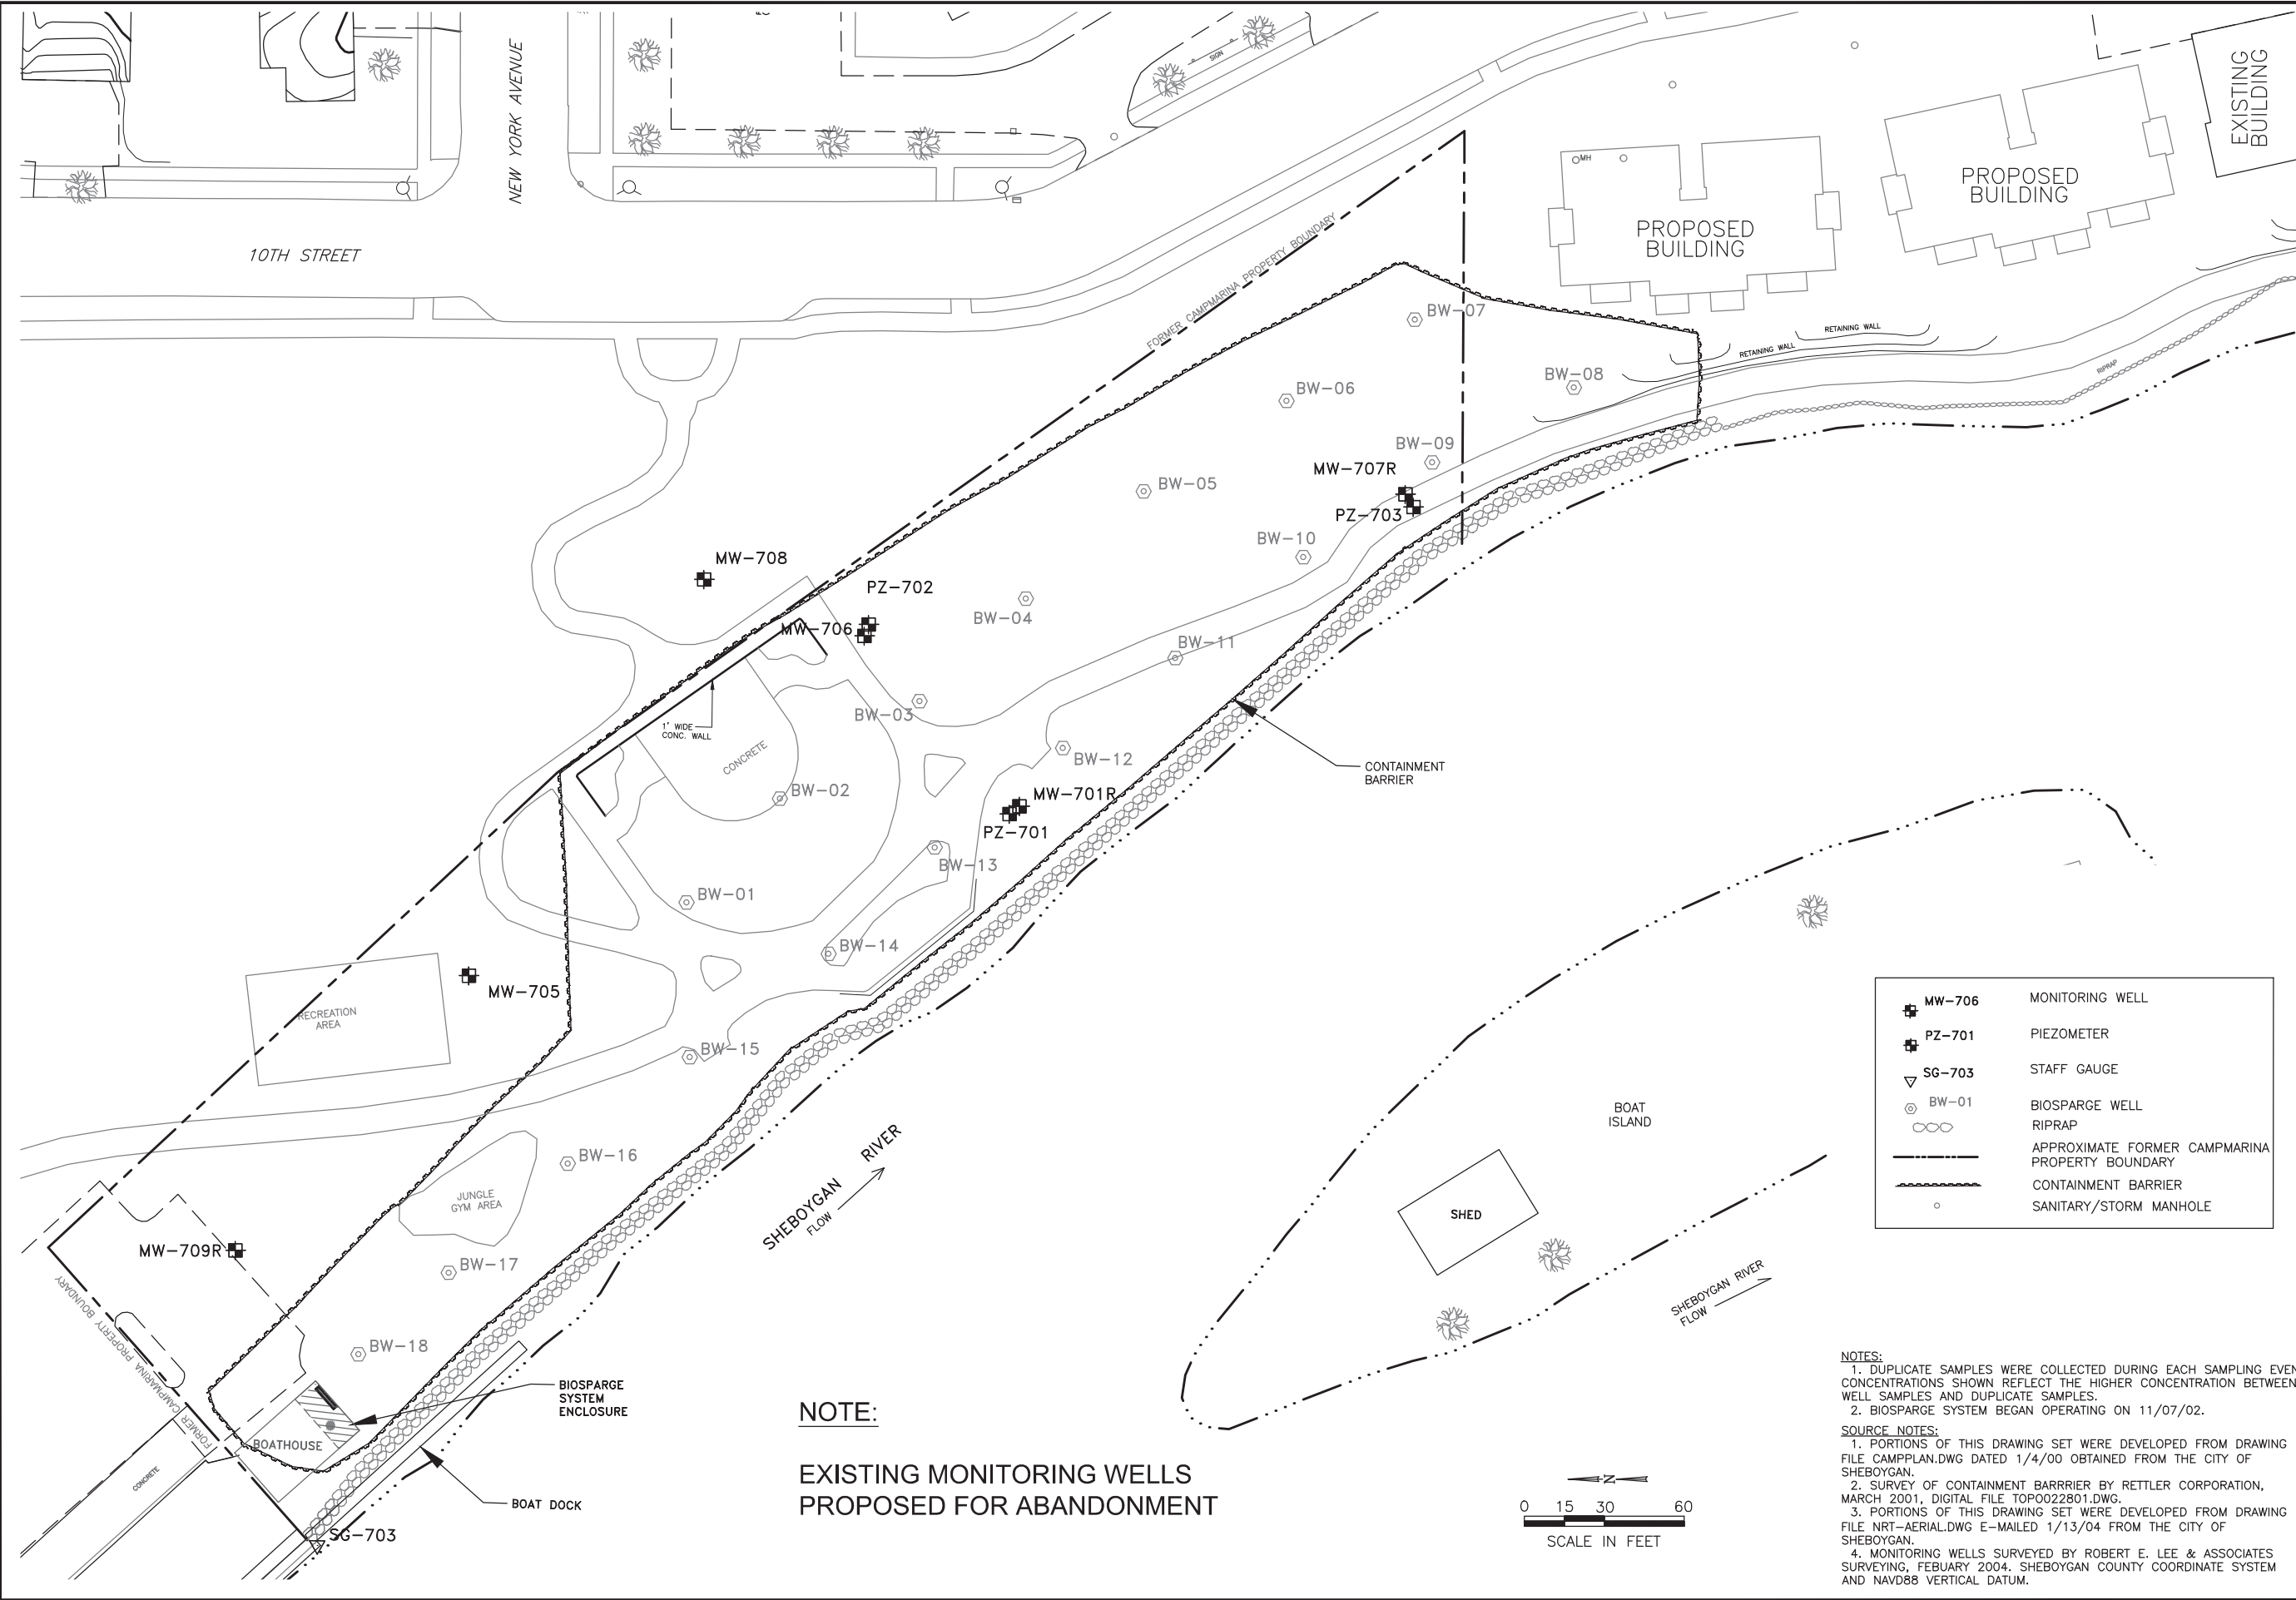 NEW YORK AVENUE
SIGN
10TH STREET
FORMER CAMPMARINA PROPERTY BOUNDARY
MH
PROPOSED
BUILDING
PROPOSED
BUILDING
EXISTING
BUILDING
RETAINING WALL
RETAINING WALL
RIPRAP
BW-07
BW-08
BW-06
BW-09
MW-707R
BW-05
PZ-703
BW-10
MW-708
PZ-702
BW-04
MW-706
BW-11
BW-03
1' WIDE
CONC. WALL
CONCRETE
BW-12
CONTAINMENT
BARRIER
BW-02
MW-701R
PZ-701
BW-13
BW-01
BW-14
MW-705
RECREATION
AREA
BW-15
BW-16
JUNGLE
GYM AREA
SHEBOYGAN RIVER
FLOW
MW-709R
BW-17
FORMER CAMPMARINA PROPERTY BOUNDARY
BW-18
BIOSPARGE
SYSTEM
ENCLOSURE
BOATHOUSE
CONCRETE
BOAT DOCK
SG-703
BOAT
ISLAND
SHED
SHEBOYGAN RIVER
FLOW
MW-706 MONITORING WELL
PZ-701 PIEZOMETER
SG-703 STAFF GAUGE
BW-01 BIOSPARGE WELL
RIPRAP
APPROXIMATE FORMER CAMPMARINA
PROPERTY BOUNDARY
CONTAINMENT BARRIER
SANITARY/STORM MANHOLE
NOTE:
EXISTING MONITORING WELLS
PROPOSED FOR ABANDONMENT
N
0 15 30 60
SCALE IN FEET
NOTES:
1. DUPLICATE SAMPLES WERE COLLECTED DURING EACH SAMPLING EVEN
CONCENTRATIONS SHOWN REFLECT THE HIGHER CONCENTRATION BETWEEN
WELL SAMPLES AND DUPLICATE SAMPLES.
2. BIOSPARGE SYSTEM BEGAN OPERATING ON 11/07/02.
SOURCE NOTES:
1. PORTIONS OF THIS DRAWING SET WERE DEVELOPED FROM DRAWING
FILE CAMPPLAN.DWG DATED 1/4/00 OBTAINED FROM THE CITY OF
SHEBOYGAN.
2. SURVEY OF CONTAINMENT BARRRIER BY RETTLER CORPORATION,
MARCH 2001, DIGITAL FILE TOPO022801.DWG.
3. PORTIONS OF THIS DRAWING SET WERE DEVELOPED FROM DRAWING
FILE NRT-AERIAL.DWG E-MAILED 1/13/04 FROM THE CITY OF
SHEBOYGAN.
4. MONITORING WELLS SURVEYED BY ROBERT E. LEE & ASSOCIATES
SURVEYING, FEBUARY 2004. SHEBOYGAN COUNTY COORDINATE SYSTEM
AND NAVD88 VERTICAL DATUM.